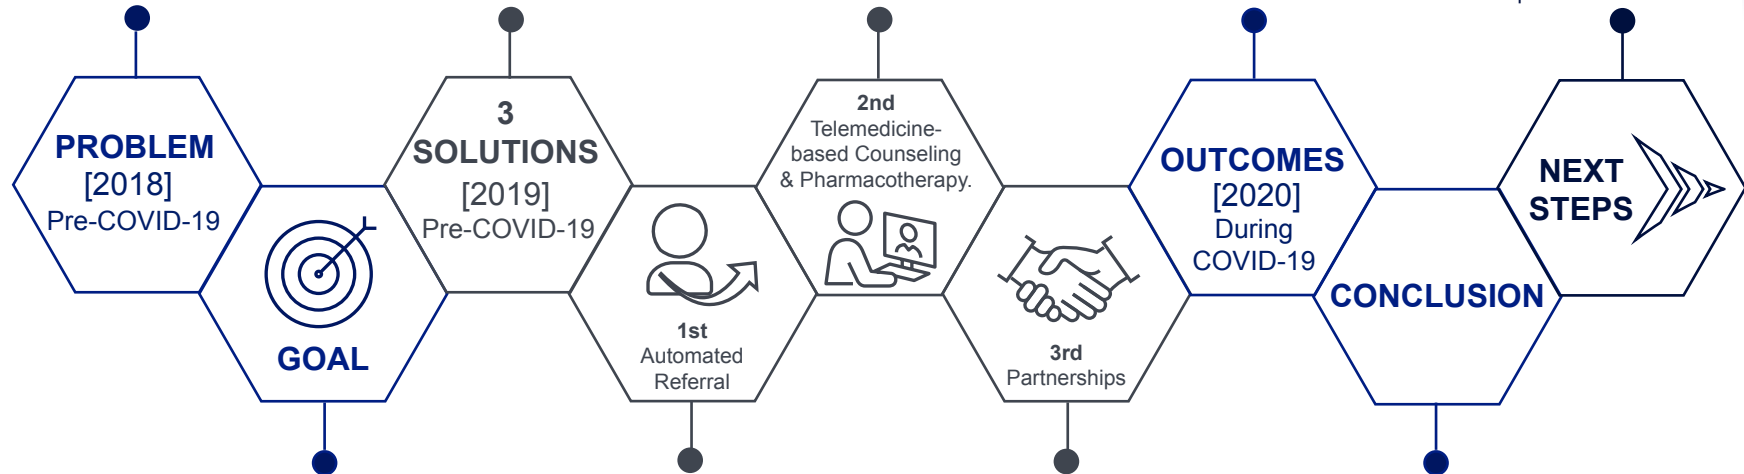 PROBLEM
[2018]
Pre-COVID-19
GOAL
3
SOLUTIONS
[2019]
Pre-COVID-19
1st
Automated
Referral
2nd
Telemedicine-
based Counseling
& Pharmacotherapy.
3rd
Partnerships
OUTCOMES
[2020]
During
COVID-19
CONCLUSION
NEXT
STEPS